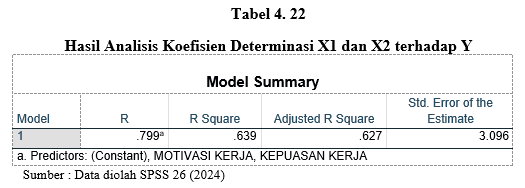 Tabel 4. 22
Hasil Analisis Koefisien Determinasi X1 dan X2 terhadap Y
Model Summary
Model R R Square Adjusted R Square Std. Error of the Estimate
1 .799a .639 .627 3.096
a. Predictors: (Constant), MOTIVASI KERJA, KEPUASAN KERJA
Sumber : Data diolah SPSS 26 (2024)